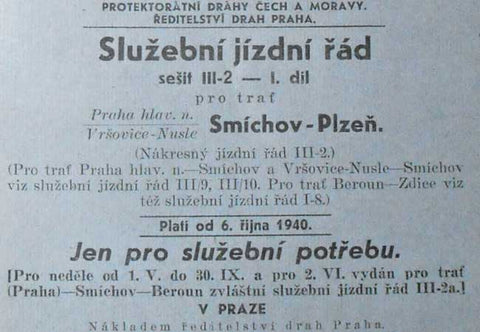 PROTEKTORÁTNÍ DRÁHY ČECH A MORAVY.
ŘEDITELSTVÍ DRAH PRAHA.
Služební jízdní řád
sešit III-2 — I. díl
pro trať
Praha hlav. n.
Vršovice-Nusle Smíchov-Plzeň.
(Nákresný jízdní řád III-2.)
(Pro trať Praha hlav. n.—Smíchov a Vršovice-Nusle—Smíchov
viz služební jízdní řád III/9, III/10. Pro trať Beroun—Zdice viz
též služební jízdní řád I-8.)
Platí od 6. října 1940.
Jen pro služební potřebu.
[Pro neděle od 1. V. do 30. IX. a pro 2. VI. vydán pro trať
(Praha)—Smíchov—Beroun zvláštní služební jízdní řád III-2a.]
V PRAZE
Nákladem ředitelství drah Praha.